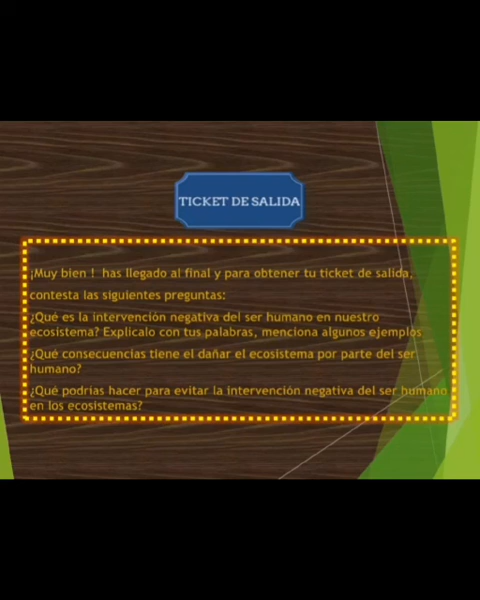 TICKET DE SALIDA
¡Muy bien ! has llegado al final y para obtener tu ticket de salida,
contesta las siguientes preguntas:
¿Qué es la intervención negativa del ser humano en nuestro
ecosistema? Explicalo con tus palabras, menciona algunos ejemplos
¿Qué consecuencias tiene el dañar el ecosistema por parte del ser
humano?
¿Qué podrías hacer para evitar la intervención negativa del ser humano
en los ecosistemas?